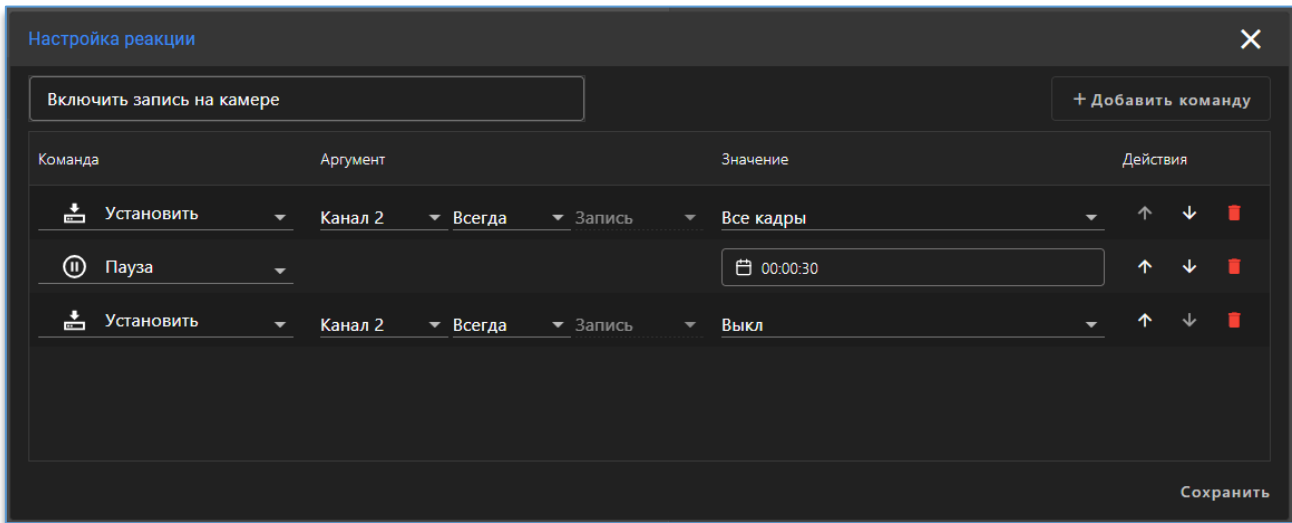 Настройка реакции
Включить запись на камере + Добавить команду
Команда Аргумент Значение Действия
Установить Канал 2 Всегда Запись Все кадры
Пауза 00:00:30
Установить Канал 2 Всегда Запись Выкл
Сохранить